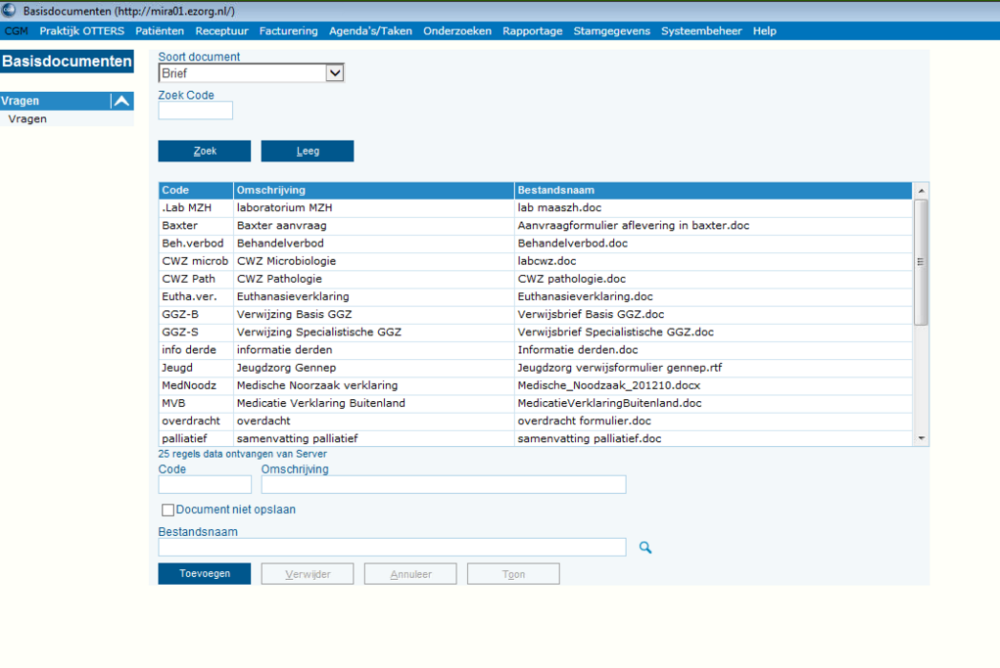 Basisdocumenten (http://mira01.ezorg.nl/)
CGM Praktijk OTTERS Patiënten Receptuur Facturering Agenda's/Taken Onderzoeken Rapportage Stamgegevens Systeembeheer Help
Basisdocumenten
Vragen
Vragen
Soort document
Brief
Zoek Code
Zoek Leeg
Code Omschrijving Bestandsnaam
.Lab MZH laboratorium MZH lab maaszh.doc
Baxter Baxter aanvraag Aanvraagformulier aflevering in baxter.doc
Beh.verbod Behandelverbod Behandelverbod.doc
CWZ microb CWZ Microbiologie labcwz.doc
CWZ Path CWZ Pathologie CWZ pathologie.doc
Eutha.ver. Euthanasieverklaring Euthanasieverklaring.doc
GGZ-B Verwijzing Basis GGZ Verwijsbrief Basis GGZ.doc
GGZ-S Verwijzing Specialistische GGZ Verwijsbrief Specialistische GGZ.doc
info derde informatie derden Informatie derden.doc
Jeugd Jeugdzorg Gennep Jeugdzorg verwijsformulier gennep.rtf
MedNoodz Medische Noorzaak verklaring Medische_Noodzaak_201210.docx
MVB Medicatie Verklaring Buitenland MedicatieVerklaringBuitenland.doc
overdracht overdacht overdracht formulier.doc
palliatief samenvatting palliatief samenvatting palliatief.doc
25 regels data ontvangen van Server
Code Omschrijving
Document niet opslaan
Bestandsnaam
Toevoegen Verwijder Annuleer Toon